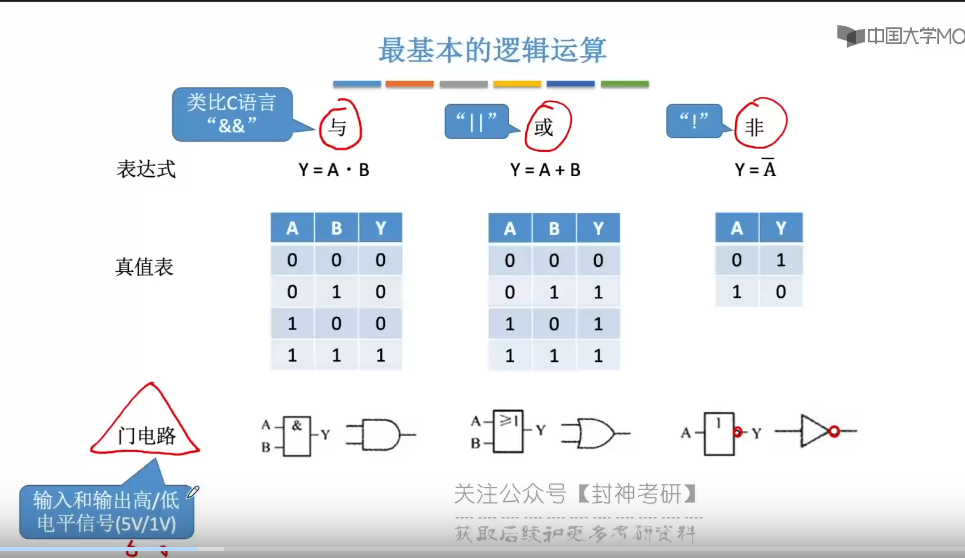 中国大学MO
最基本的逻辑运算
类比C语言
“&&”
与
“||”
或
“!”
非
表达式
Y = A · B
Y = A + B
Y = A̅
真值表
A B Y
0 0 0
0 1 0
1 0 0
1 1 1
A B Y
0 0 0
0 1 1
1 0 1
1 1 1
A Y
0 1
1 0
门电路
A
B
&
Y
A
B
≥1
Y
A
1
Y
输入和输出高/低
电平信号(5V/1V)
关注公众号【封神考研】
获取后续和更多考研资料